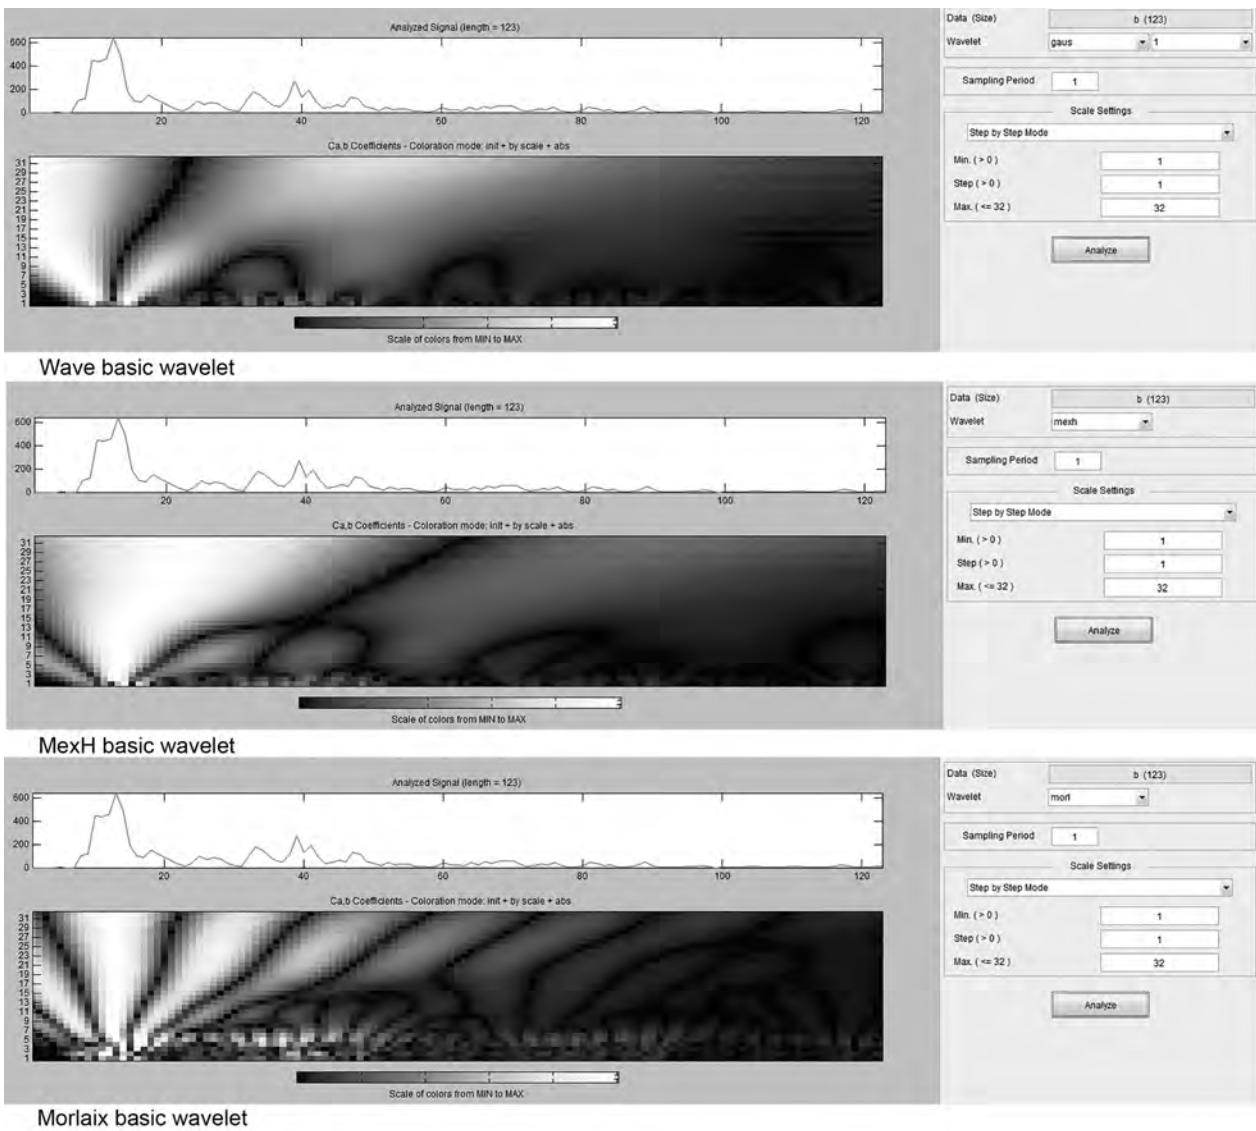 Analyzed Signal (length = 123)
600
400
200
0
20 40 60 80 100 120
Ca,b Coefficients - Coloration mode: init + by scale + abs
31
29
27
25
23
21
19
17
15
13
11
9
7
5
3
1
Scale of colors from MIN to MAX
Data (Size) b (123)
Wavelet gaus 1
Sampling Period 1
Scale Settings
Step by Step Mode
Min. ( > 0 ) 1
Step ( > 0 ) 1
Max. ( <= 32 ) 32
Analyze
Wave basic wavelet
Analyzed Signal (length = 123)
600
400
200
0
20 40 60 80 100 120
Ca,b Coefficients - Coloration mode: init + by scale + abs
31
29
27
25
23
21
19
17
15
13
11
9
7
5
3
1
Scale of colors from MIN to MAX
Data (Size) b (123)
Wavelet mexh
Sampling Period 1
Scale Settings
Step by Step Mode
Min. ( > 0 ) 1
Step ( > 0 ) 1
Max. ( <= 32 ) 32
Analyze
MexH basic wavelet
Analyzed Signal (length = 123)
600
400
200
0
20 40 60 80 100 120
Ca,b Coefficients - Coloration mode: init + by scale + abs
31
29
27
25
23
21
19
17
15
13
11
9
7
5
3
1
Scale of colors from MIN to MAX
Data (Size) b (123)
Wavelet morl
Sampling Period 1
Scale Settings
Step by Step Mode
Min. ( > 0 ) 1
Step ( > 0 ) 1
Max. ( <= 32 ) 32
Analyze
Morlaix basic wavelet